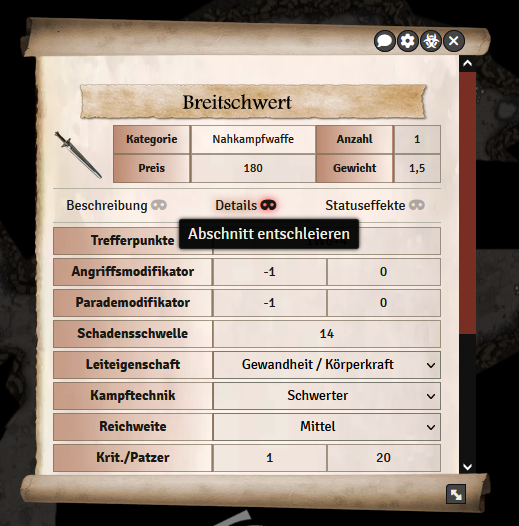 Breitschwert
Kategorie Nahkampfwaffe Anzahl 1
Preis 180 Gewicht 1,5
Beschreibung Details Statuseffekte
Abschnitt entschleieren
Trefferpunkte
Angriffsmodifikator -1 0
Parademodifikator -1 0
Schadensschwelle 14
Leiteigenschaft Gewandheit / Körperkraft
Kampftechnik Schwerter
Reichweite Mittel
Krit./Patzer 1 20